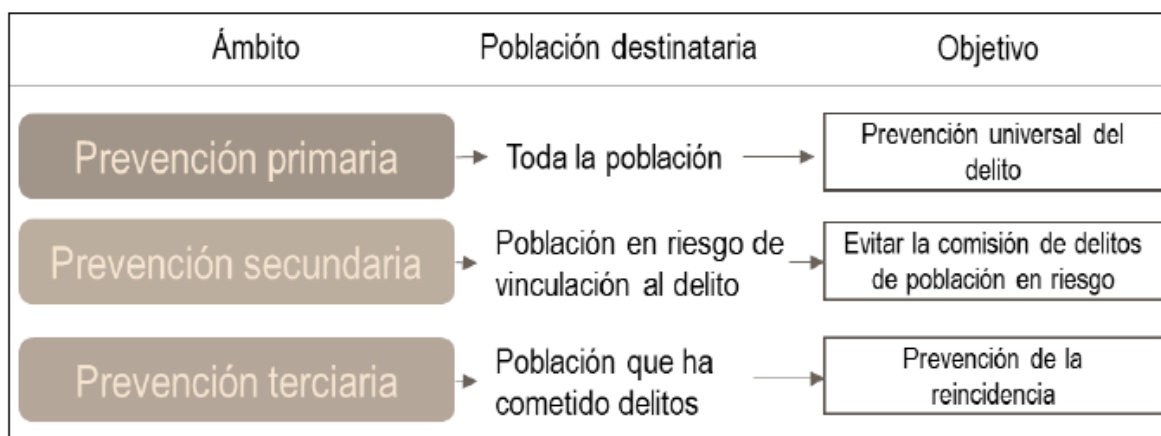 Ámbito
Población destinataria
Objetivo
Prevención primaria
Toda la población
Prevención universal del
delito
Prevención secundaria
Población en riesgo de
vinculación al delito
Evitar la comisión de delitos
de población en riesgo
Prevención terciaria
Población que ha
cometido delitos
Prevención de la
reincidencia